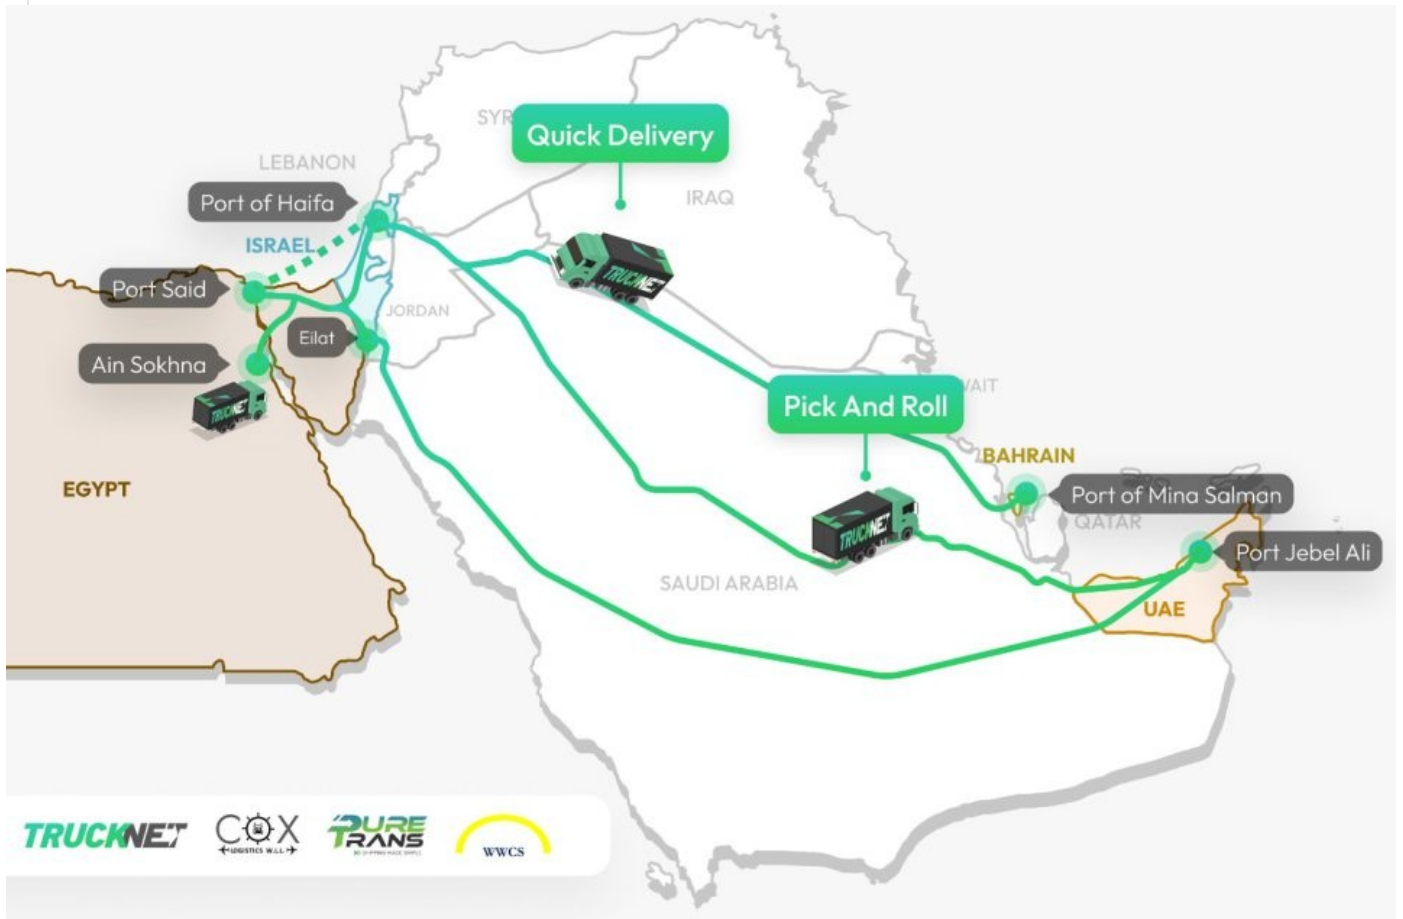 Quick Delivery
SYR
LEBANON
IRAQ
Port of Haifa
ISRAEL
Port Said
JORDAN
Eilat
Ain Sokhna
TRUCKNET
TRUCKNET
WAIT
Pick And Roll
BAHRAIN
EGYPT
Port of Mina Salman
QATAR
TRUCKNET
Port Jebel Ali
SAUDI ARABIA
UAE
TRUCKNET
COX
LOGISTICS W.L.L.
PURE
TRANS
WWCS